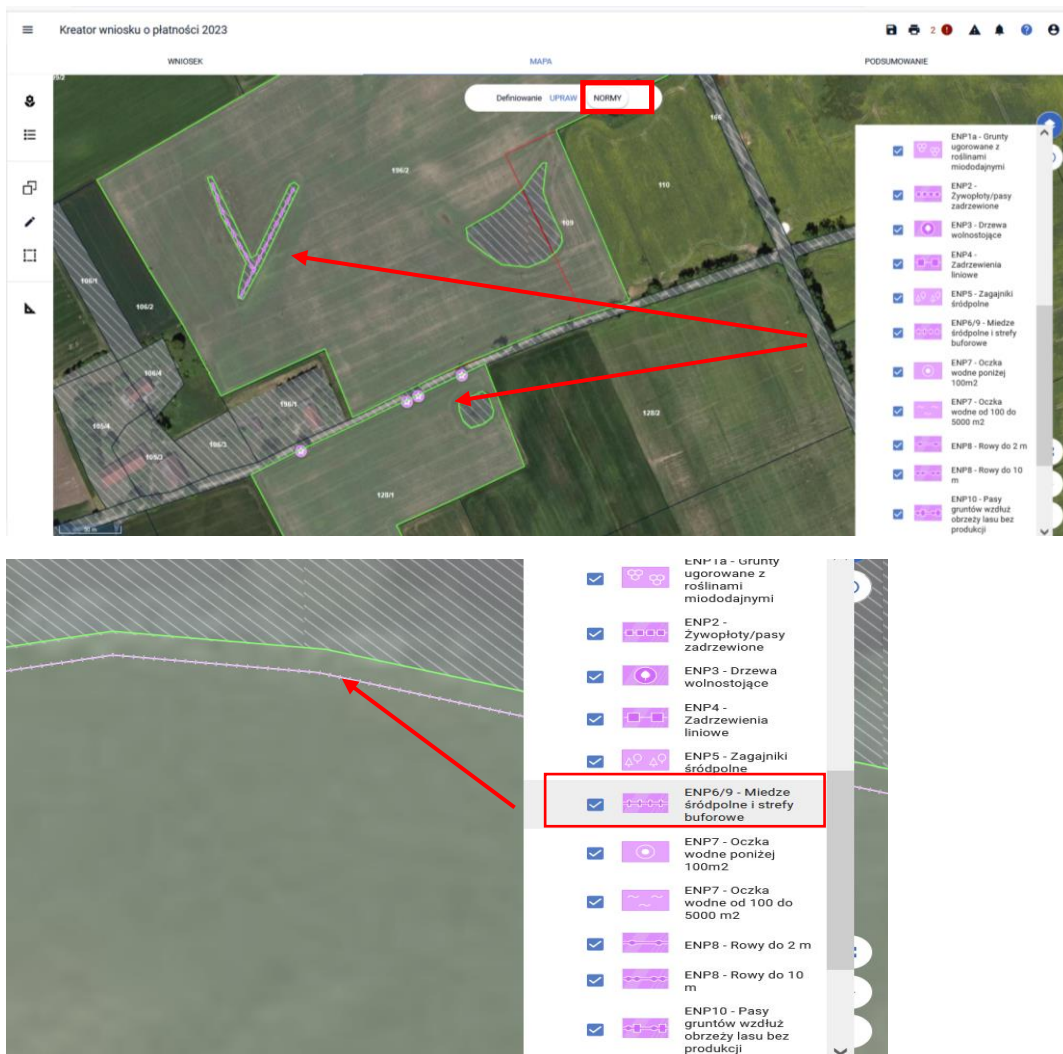 Kreator wniosku o płatności 2023
2
WNIOSEK
MAPA
PODSUMOWANIE
Definiowanie UPRAW NORMY
166
196/2
110
109
106/1
106/2
106/4
198/1
105/4
106/3
105/3
128/2
128/1
50 m
ENP1a - Grunty
ugorowane z
roślinami
miododajnymi
ENP2 -
Żywopłoty/pasy
zadrzewione
ENP3 - Drzewa
wolnostojące
ENP4 -
Zadrzewienia
liniowe
ENP5 - Zagajniki
śródpolne
ENP6/9 - Miedze
śródpolne i strefy
buforowe
ENP7 - Oczka
wodne poniżej
100m2
ENP7 - Oczka
wodne od 100 do
5000 m2
ENP8 - Rowy do 2 m
ENP8 - Rowy do 10
m
ENP10 - Pasy
gruntów wzdłuż
obrzeży lasu bez
produkcji
ENP1a - Grunty
ugorowane z
roślinami
miododajnymi
ENP2 -
Żywopłoty/pasy
zadrzewione
ENP3 - Drzewa
wolnostojące
ENP4 -
Zadrzewienia
liniowe
ENP5 - Zagajniki
śródpolne
ENP6/9 - Miedze
śródpolne i strefy
buforowe
ENP7 - Oczka
wodne poniżej
100m2
ENP7 - Oczka
wodne od 100 do
5000 m2
ENP8 - Rowy do 2 m
ENP8 - Rowy do 10
m
ENP10 - Pasy
gruntów wzdłuż
obrzeży lasu bez
produkcji